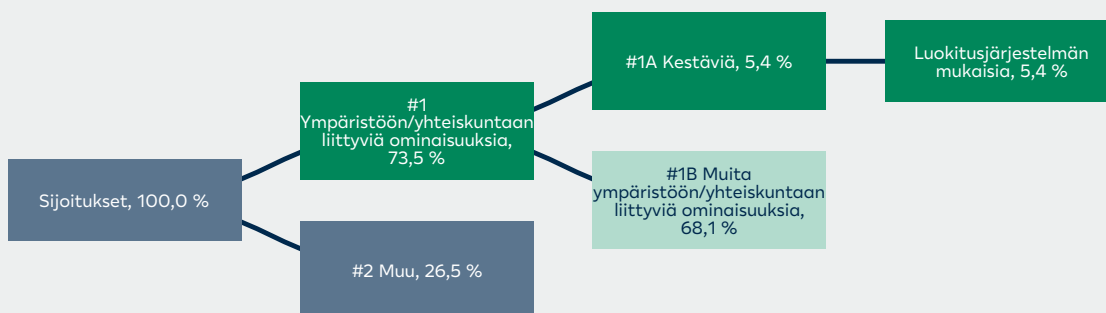 Sijoitukset, 100,0 %
#1
Ympäristöön/yhteiskuntaan
liittyviä ominaisuuksia,
73,5 %
#2 Muu, 26,5 %
#1A Kestäviä, 5,4 %
#1B Muita
ympäristöön/yhteiskuntaan
liittyviä ominaisuuksia,
68,1 %
Luokitusjärjestelmän
mukaisia, 5,4 %